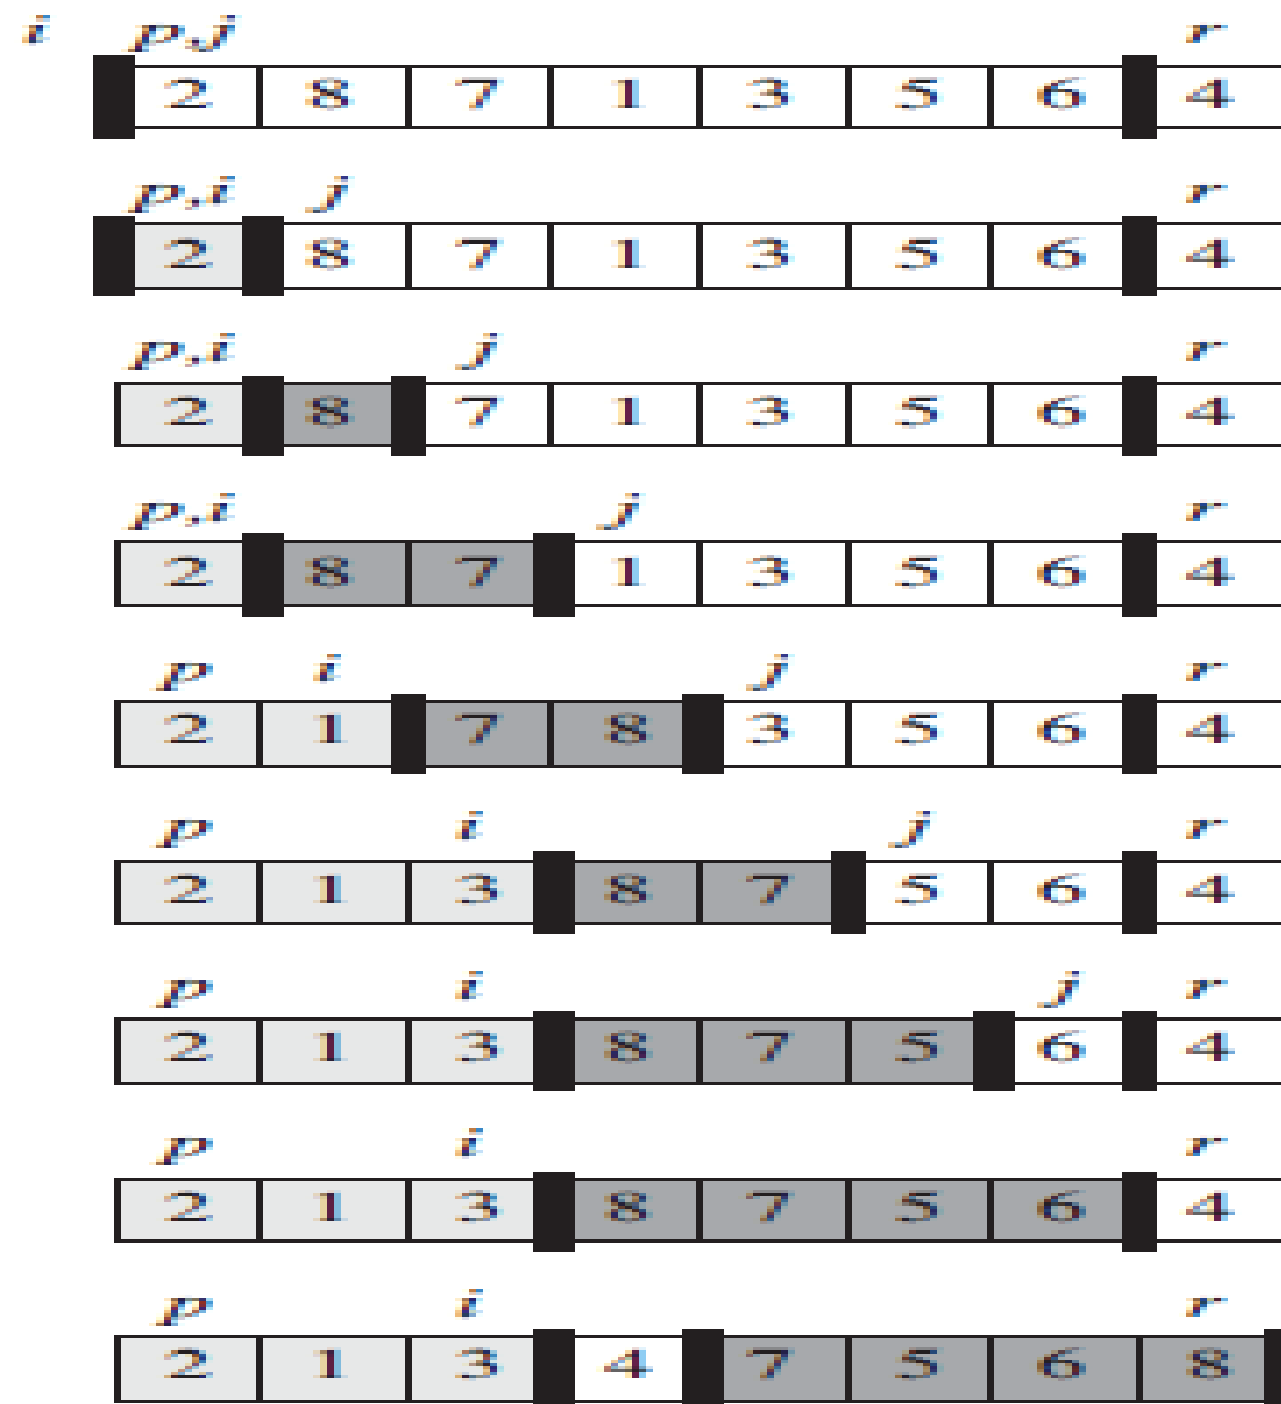 i p,j r
2 8 7 1 3 5 6 4
p,i j r
2 8 7 1 3 5 6 4
p,i j r
2 8 7 1 3 5 6 4
p,i j r
2 8 7 1 3 5 6 4
p i j r
2 1 7 8 3 5 6 4
p i j r
2 1 3 8 7 5 6 4
p i j r
2 1 3 8 7 5 6 4
p i r
2 1 3 8 7 5 6 4
p i r
2 1 3 4 7 5 6 8